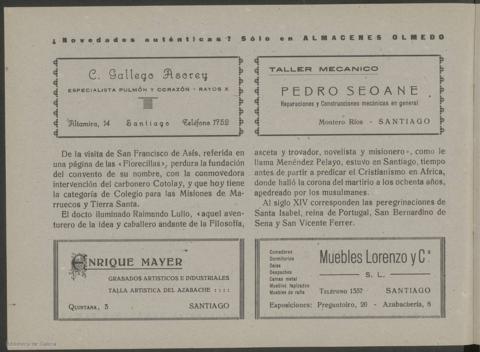 ¿Novedades auténticas? Sólo en ALMACENES OLMEDO
C. Gallego Asorey
ESPECIALISTA PULMÓN Y CORAZÓN - RAYOS X
Altamira, 14 Santiago Teléfono 1752
TALLER MECANICO
PEDRO SEOANE
Reparaciones y Construcciones mecánicas en general
Montero Ríos - SANTIAGO
De la visita de San Francisco de Asís, referida en
una página de las «Florecillas», perdura la fundación
del convento de su nombre, con la conmovedora
intervención del carbonero Cotolay, y que hoy tiene
la categoría de Colegio para las Misiones de Ma-
rruecos y Tierra Santa.
El docto iluminado Raimundo Lulio, «aquel aven-
turero de la idea y caballero andante de la Filosofía,
asceta y trovador, novelista y misionero», como le
llama Menéndez Pelayo, estuvo en Santiago, tiempo
antes de partir a predicar el Cristianismo en Africa,
donde halló la corona del martirio a los ochenta años,
apedreado por los musulmanes.
Al siglo XIV corresponden las peregrinaciones de
Santa Isabel, reina de Portugal, San Bernardino de
Sena y San Vicente Ferrer.
ENRIQUE MAYER
GRABADOS ARTISTICOS E INDUSTRIALES
TALLA ARTISTICA DEL AZABACHE ::::
QUINTANA, 5 SANTIAGO
Comedores
Dormitorios
Salas
Despachos
Camas metal
Muebles tapizados
Muebles de rafia
Muebles Lorenzo y Cª
S. L.
TELÉFONO 1557 SANTIAGO
Exposiciones: Preguntoiro, 26 - Azabachería, 8
Biblioteca de Galicia